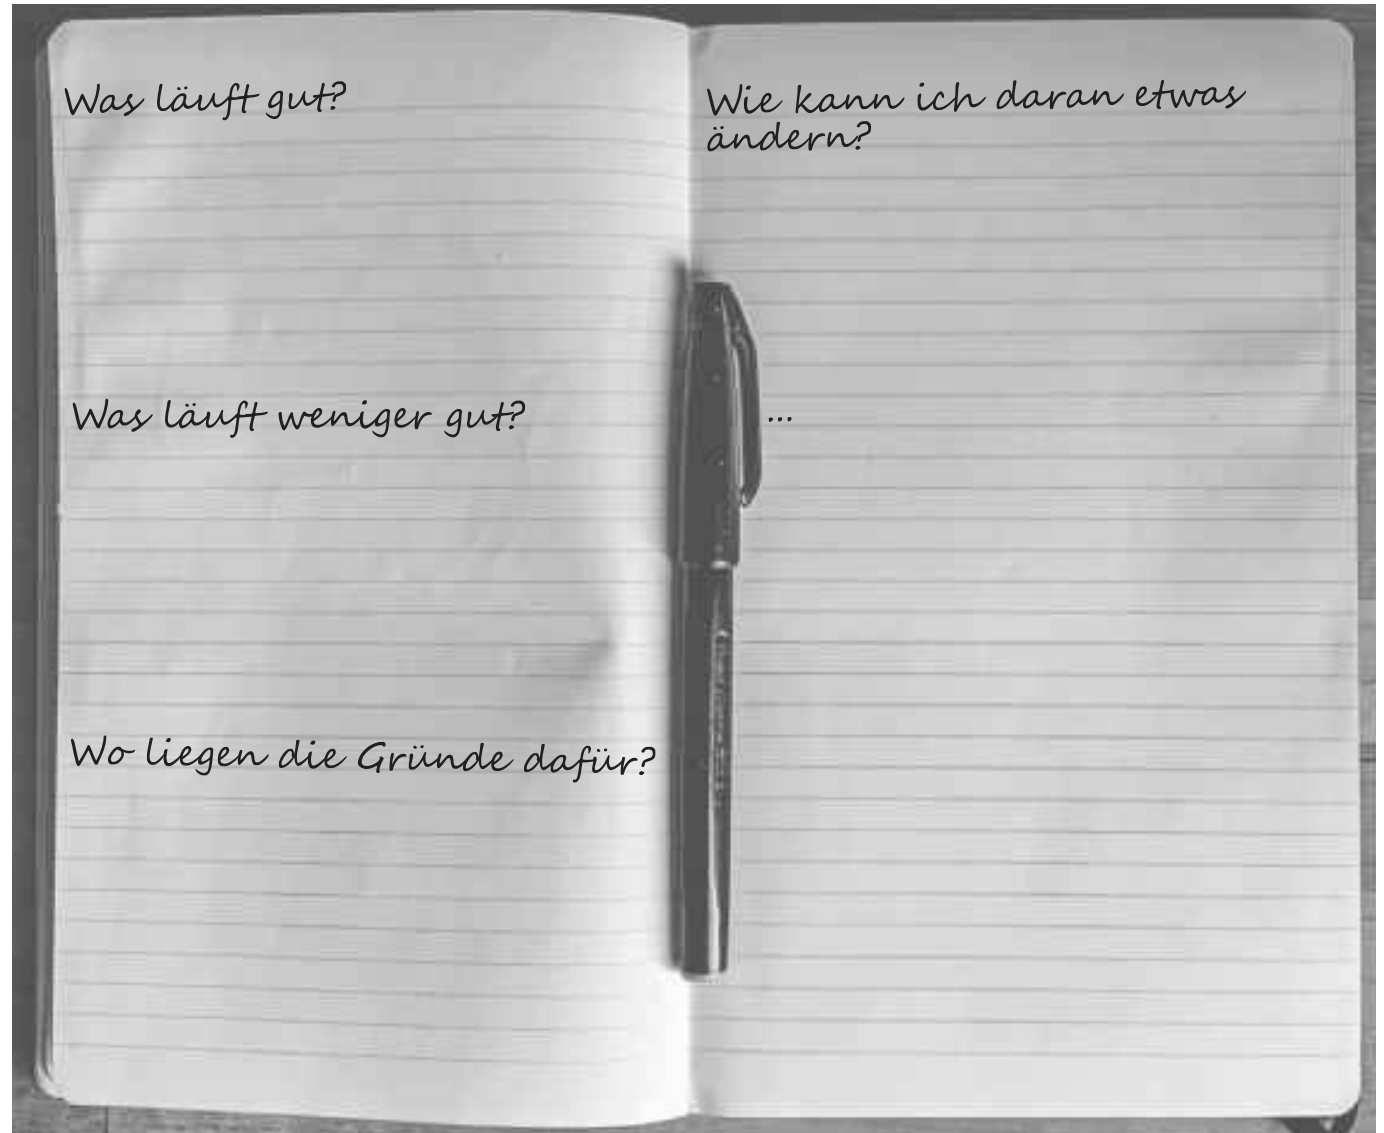 Was läuft gut?
Was läuft weniger gut?
Wo liegen die Gründe dafür?
Wie kann ich daran etwas
ändern?
...